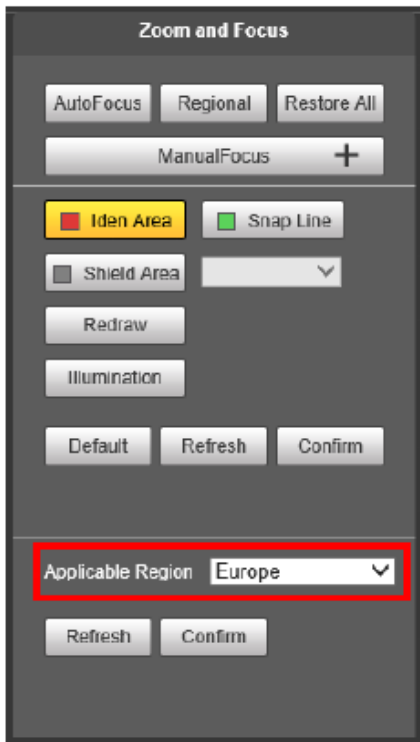 Zoom and Focus
AutoFocus Regional Restore All
ManualFocus +
Iden Area Snap Line
Shield Area
Redraw
Illumination
Default Refresh Confirm
Applicable Region Europe
Refresh Confirm